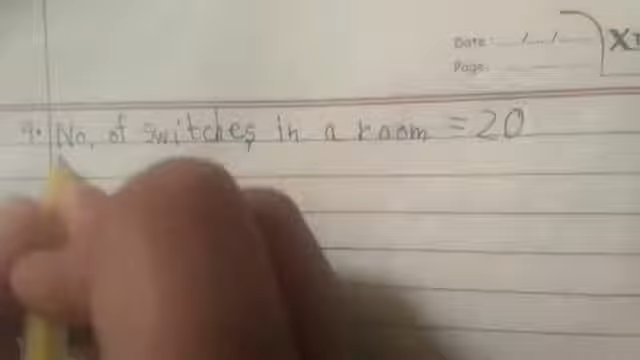 Date: .../.../...
Page:
9. No. of switches in a room = 20